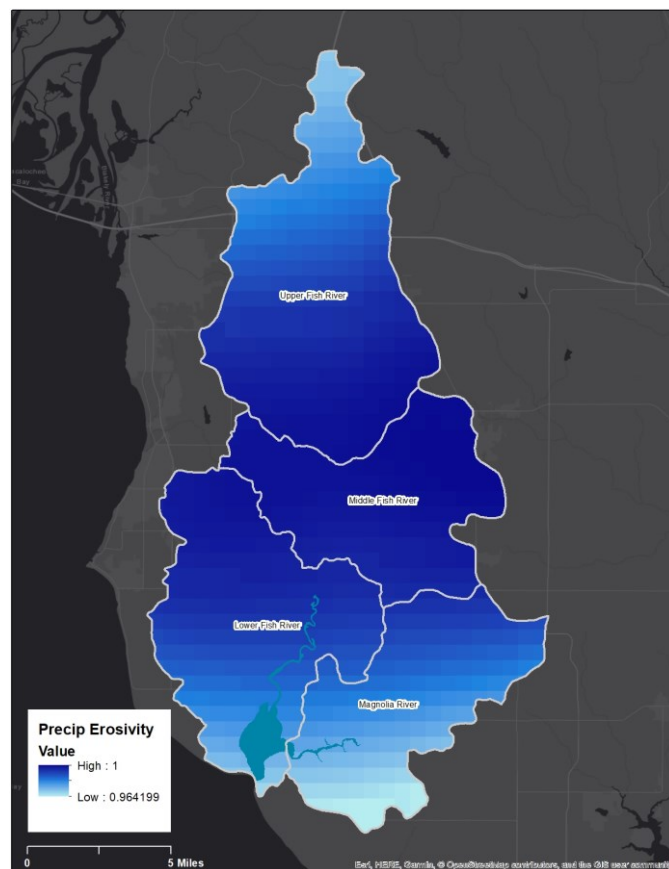 Upper Fish River
Middle Fish River
Lower Fish River
Magnolia River
Precip Erosivity
Value
High : 1
Low : 0.964199
0
5 Miles
Esri, HERE, Garmin, © OpenStreetMap contributors, and the GIS user